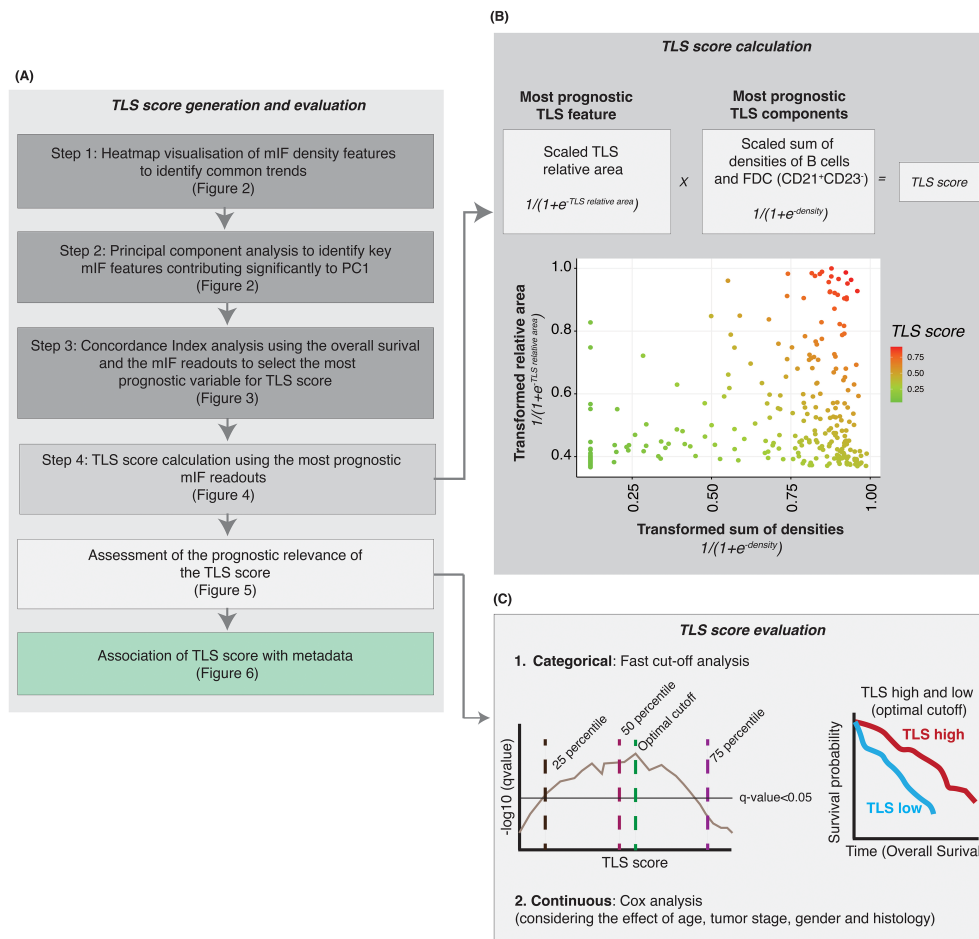 (A)
TLS score generation and evaluation
Step 1: Heatmap visualisation of mIF density features
to identify common trends
(Figure 2)
Step 2: Principal component analysis to identify key
mIF features contributing significantly to PC1
(Figure 2)
Step 3: Concordance Index analysis using the overall surival
and the mIF readouts to select the most
prognostic variable for TLS score
(Figure 3)
Step 4: TLS score calculation using the most prognostic
mIF readouts
(Figure 4)
Assessment of the prognostic relevance of
the TLS score
(Figure 5)
Association of TLS score with metadata
(Figure 6)
(B)
TLS score calculation
Most prognostic
TLS feature
Scaled TLS
relative area
1/(1+e^-TLS relative area)
X
Most prognostic
TLS components
Scaled sum of
densities of B cells
and FDC (CD21⁺CD23⁻)
1/(1+e^-density)
=
TLS score
1.0
0.8
0.6
0.4
Transformed relative area
1/(1+e^-TLS relative area)
0.25
0.50
0.75
1.00
Transformed sum of densities
1/(1+e^-density)
TLS score
0.75
0.50
0.25
(C)
TLS score evaluation
1. Categorical: Fast cut-off analysis
25 percentile
50 percentile
Optimal cutoff
75 percentile
-log10 (qvalue)
q-value<0.05
TLS score
TLS high and low
(optimal cutoff)
TLS high
TLS low
Survival probability
Time (Overall Survival
2. Continuous: Cox analysis
(considering the effect of age, tumor stage, gender and histology)